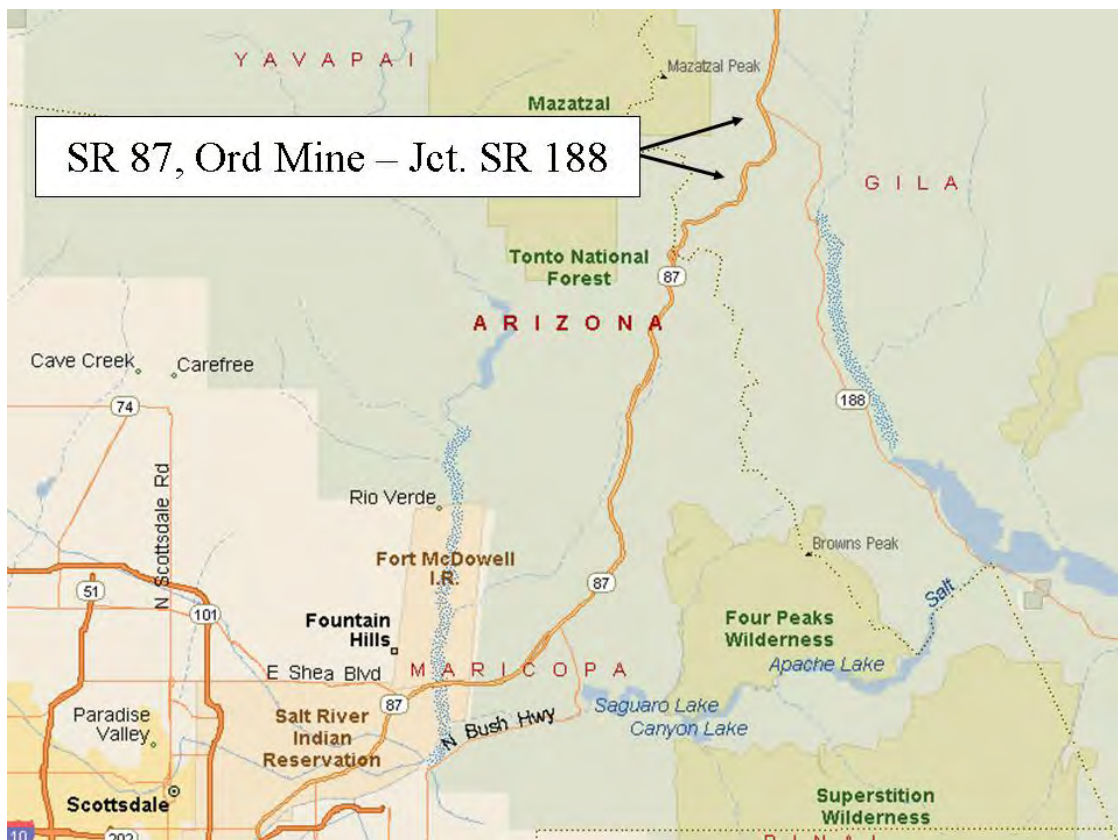 YAVAPAI
Mazatzal Peak
Mazatzal
SR 87, Ord Mine – Jct. SR 188
GILA
Tonto National
Forest
87
ARIZONA
Cave Creek
Carefree
74
188
N Scottsdale Rd
Rio Verde
Fort McDowell
I.R.
Browns Peak
51
101
87
Salt
Fountain
Hills
Four Peaks
Wilderness
E Shea Blvd
MARICOPA
Apache Lake
87
Saguaro Lake
Canyon Lake
Paradise
Valley
Salt River
Indian
Reservation
N Bush Hwy
Scottsdale
Superstition
Wilderness
10
202
PINAL